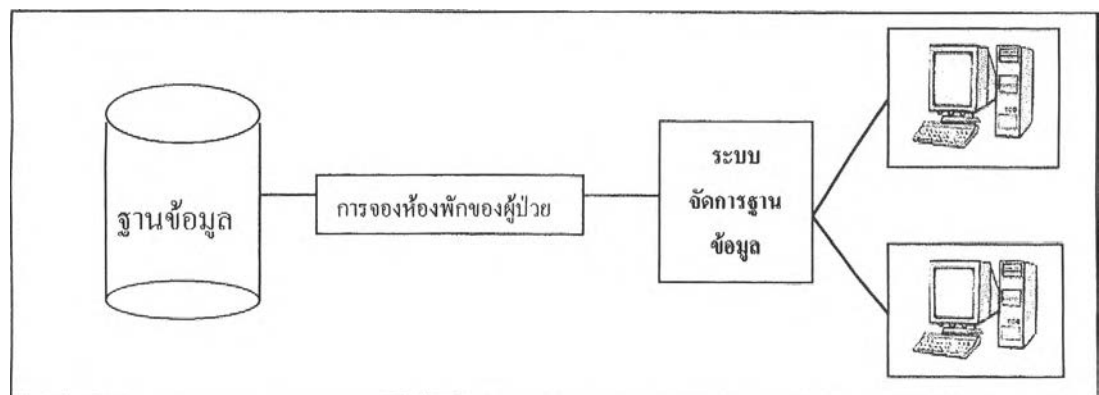 ฐานข้อมูล
การจองห้องพักของผู้ป่วย
ระบบ
จัดการฐาน
ข้อมูล